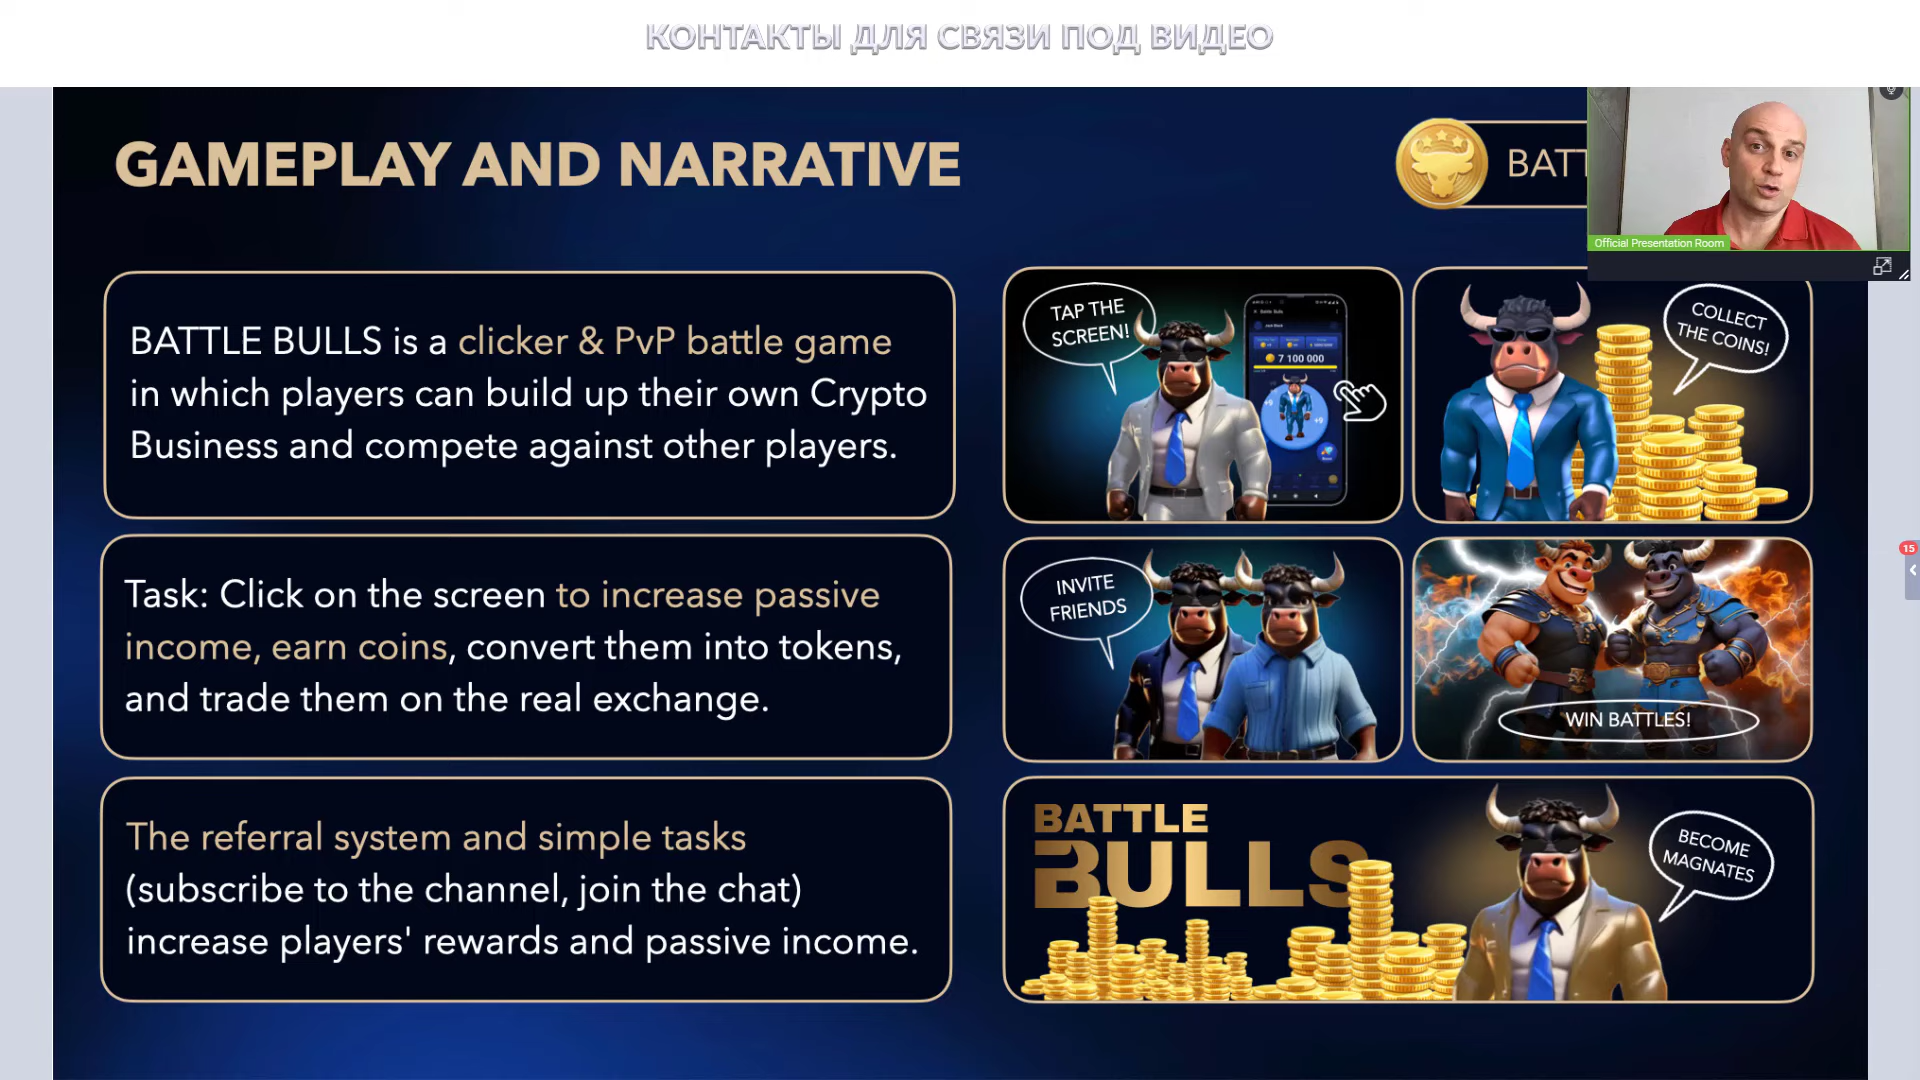 КОНТАКТЫ ДЛЯ СВЯЗИ ПОД ВИДЕО
GAMEPLAY AND NARRATIVE
BATT
Official Presentation Room
BATTLE BULLS is a clicker & PvP battle game
in which players can build up their own Crypto
Business and compete against other players.
TAP THE
SCREEN!
7 100 000
COLLECT
THE COINS!
Task: Click on the screen to increase passive
income, earn coins, convert them into tokens,
and trade them on the real exchange.
INVITE
FRIENDS
WIN BATTLES!
15
The referral system and simple tasks
(subscribe to the channel, join the chat)
increase players' rewards and passive income.
BATTLE
BULLS
BECOME
MAGNATES